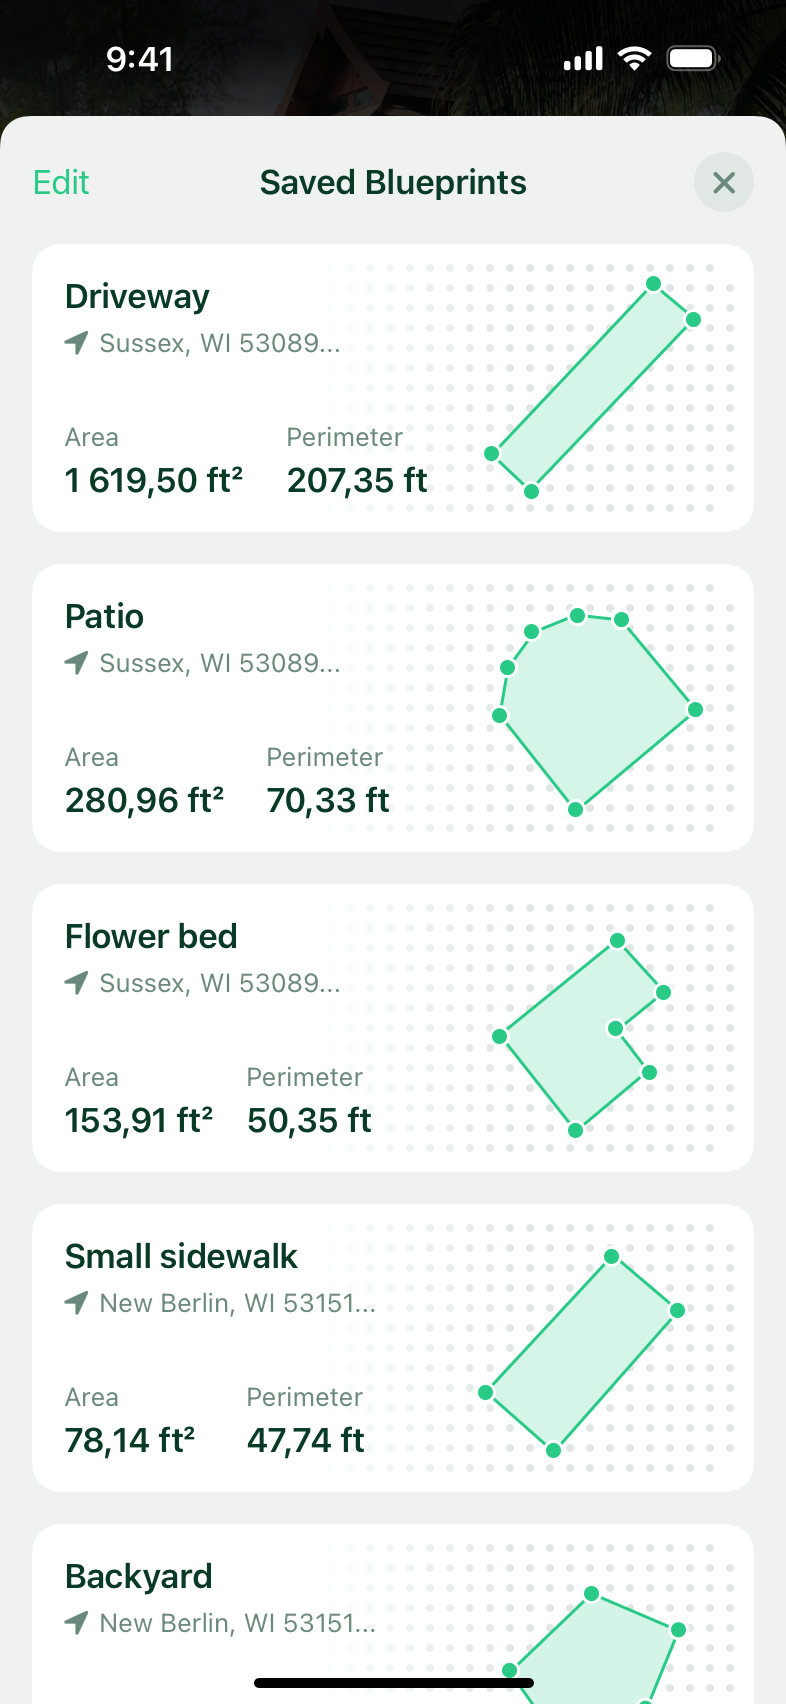 9:41
Edit Saved Blueprints
Driveway
Sussex, WI 53089...
Area Perimeter
1 619,50 ft² 207,35 ft
Patio
Sussex, WI 53089...
Area Perimeter
280,96 ft² 70,33 ft
Flower bed
Sussex, WI 53089...
Area Perimeter
153,91 ft² 50,35 ft
Small sidewalk
New Berlin, WI 53151...
Area Perimeter
78,14 ft² 47,74 ft
Backyard
New Berlin, WI 53151...